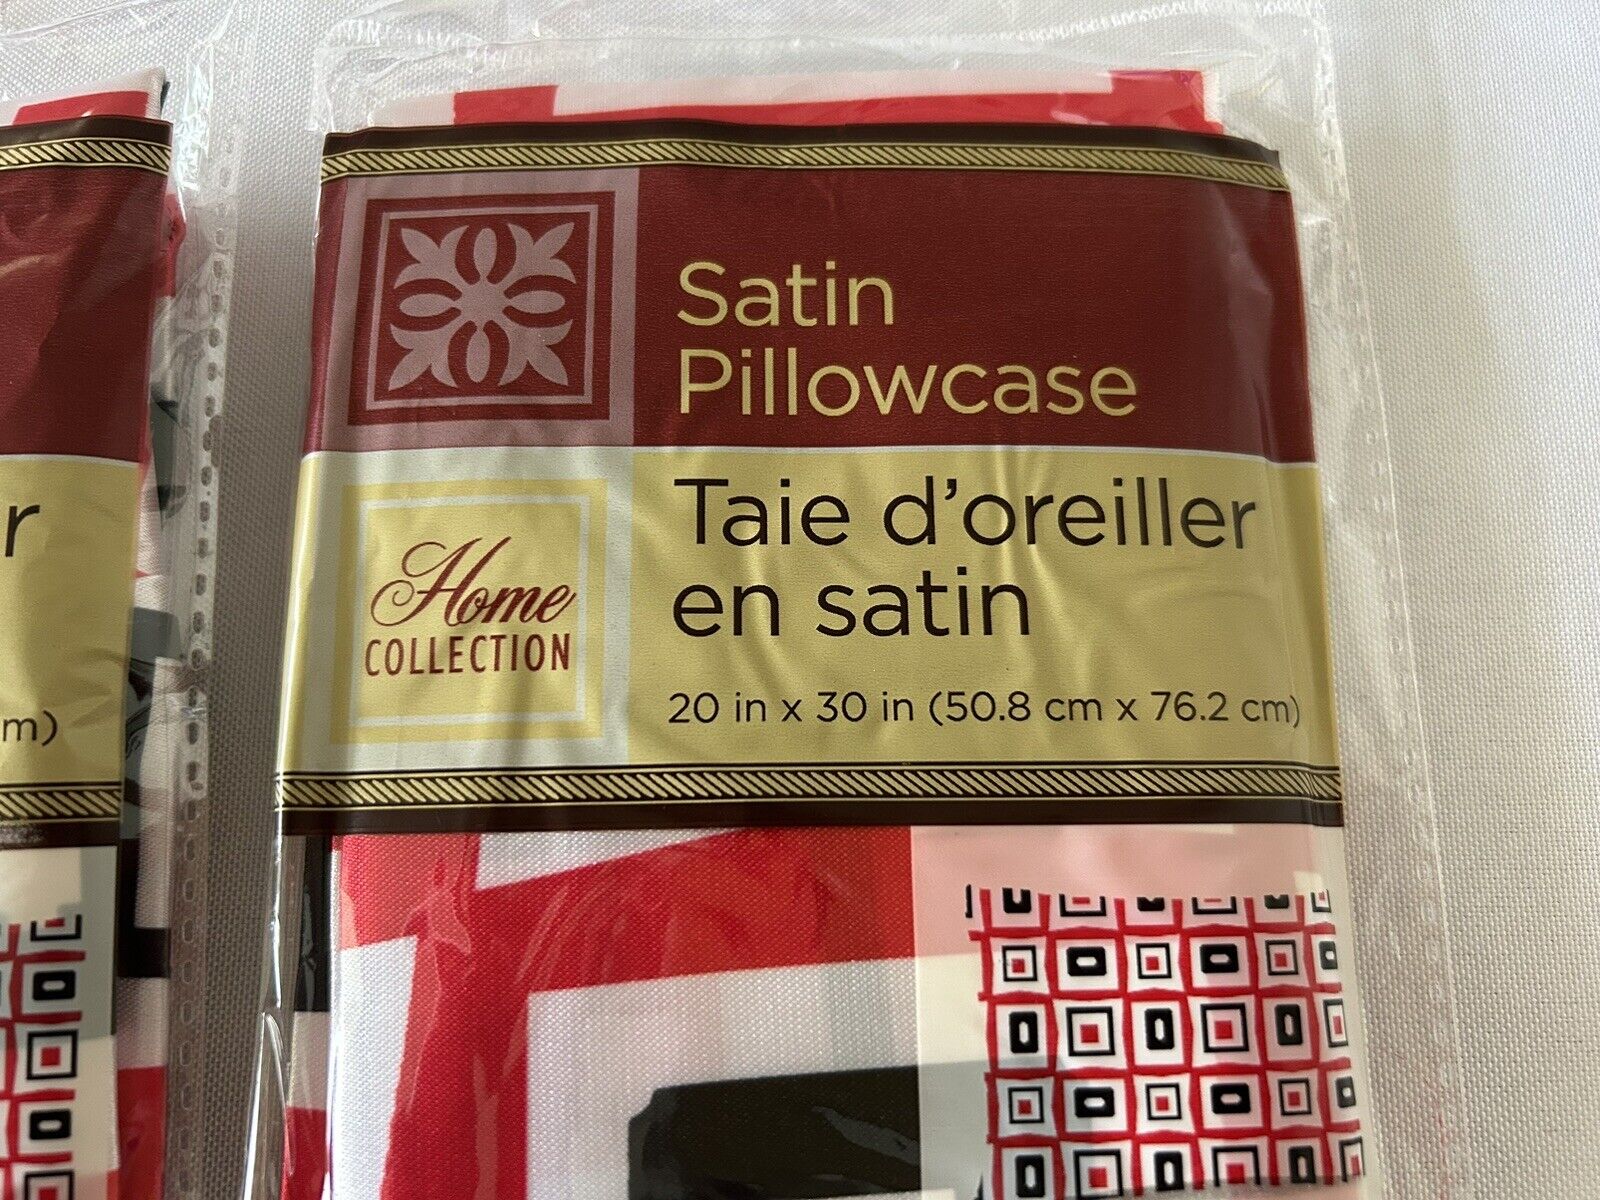 Satin
Pillowcase
Taie d'oreiller
en satin
20 in x 30 in (50.8 cm x 76.2 cm)
Home
COLLECTION
r
m)